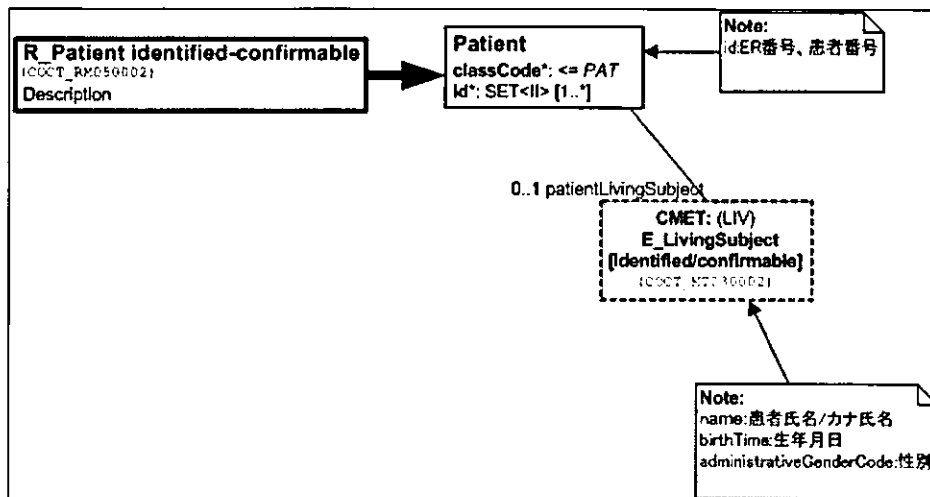 R_Patient identified-confirmable
(COCT_RM050002)
Description
Patient
classCode*: <= PAT
id*: SET<II> [1..*]
Note:
id:ER番号、患者番号
0..1 patientLivingSubject
CMET: (LIV)
E_LivingSubject
[identified/confirmable]
(COCT_MT030002)
Note:
name:患者氏名/カナ氏名
birthTime:生年月日
administrativeGenderCode:性別